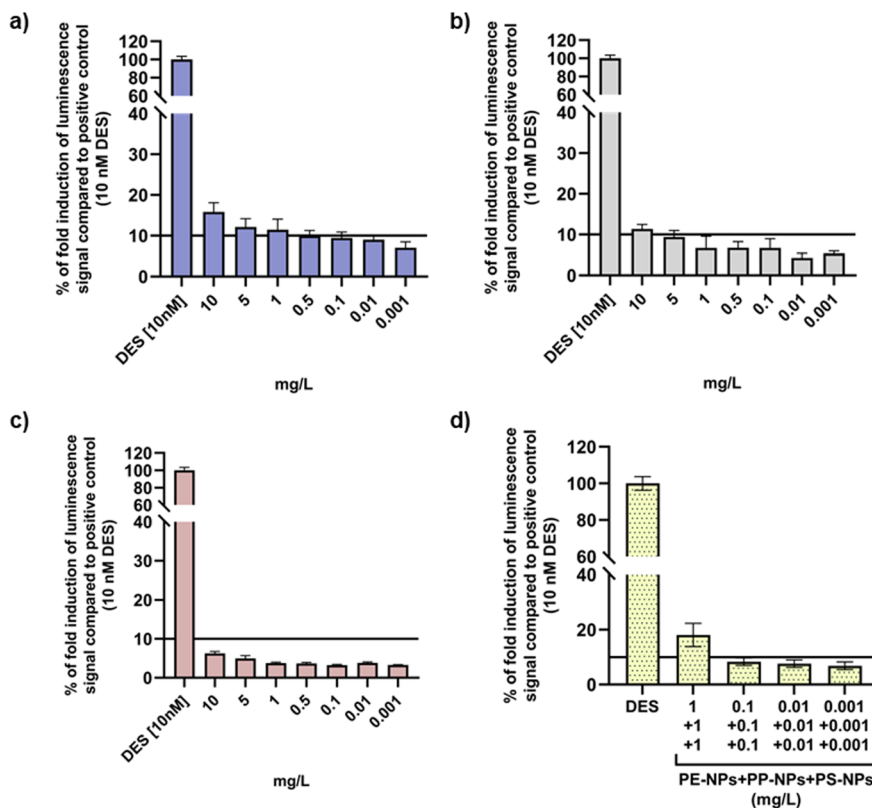 a)
% of fold induction of luminescence
signal compared to positive control
(10 nM DES)
120
100
80
60
40
20
10
0
DES [10nM]
10
5
1
0.5
0.1
0.01
0.001
mg/L
b)
% of fold induction of luminescence
signal compared to positive control
(10 nM DES)
120
100
80
60
40
20
10
0
DES [10nM]
10
5
1
0.5
0.1
0.01
0.001
mg/L
c)
% of fold induction of luminescence
signal compared to positive control
(10 nM DES)
120
100
80
60
40
20
10
0
DES [10nM]
10
5
1
0.5
0.1
0.01
0.001
mg/L
d)
% of fold induction of luminescence
signal compared to positive control
(10 nM DES)
120
100
80
60
40
20
0
DES 1 0.1 0.01 0.001
+1 +0.1 +0.01 +0.001
+1 +0.1 +0.01 +0.001
PE-NPs+PP-NPs+PS-NPs
(mg/L)